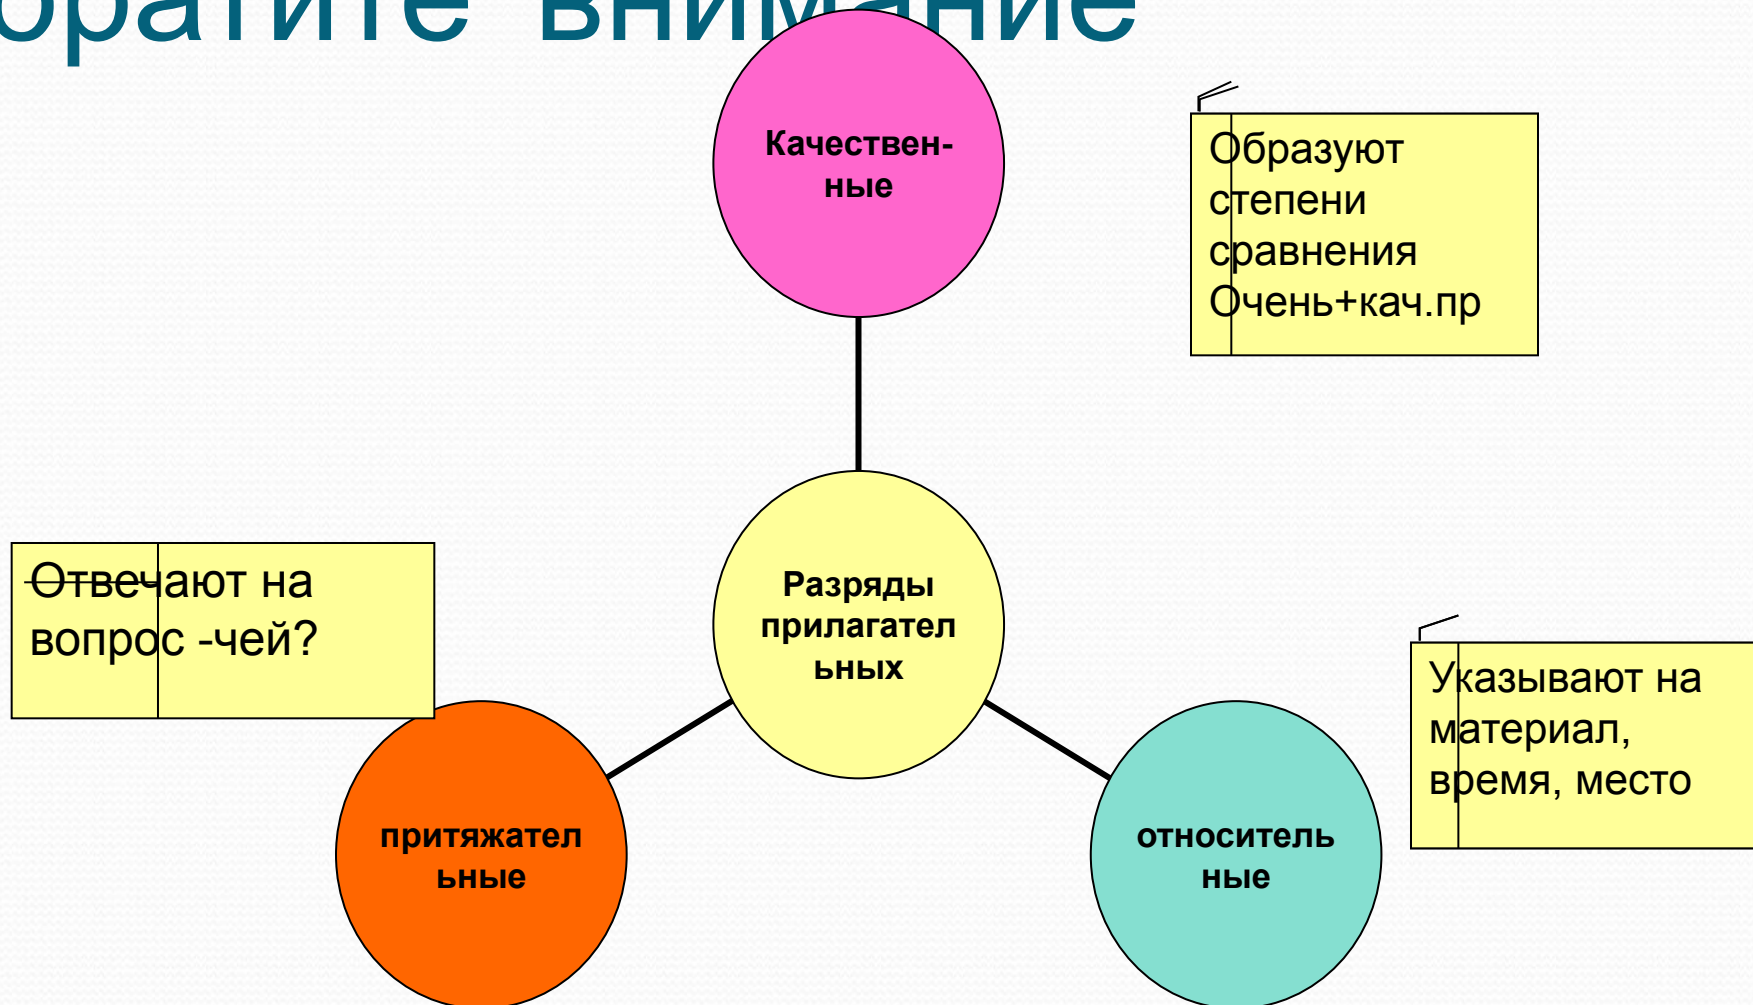 братите внимание
Качествен-
ные
Образуют
степени
сравнения
Очень+кач.пр
Отвечают на
вопрос -чей?
Разряды
прилагател
ьных
Указывают на
материал,
время, место
притяжател
ьные
относитель
ные